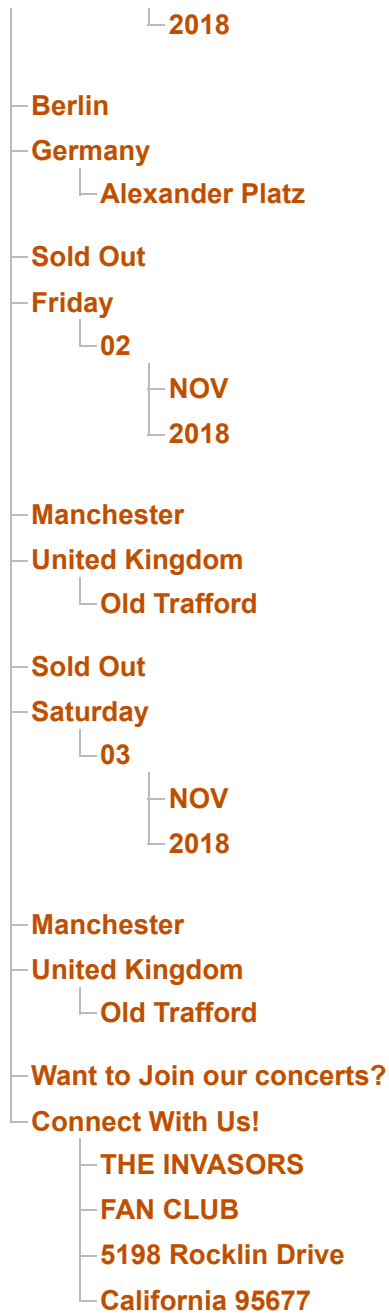 2018
Berlin
Germany
Alexander Platz
Sold Out
Friday
02
NOV
2018
Manchester
United Kingdom
Old Trafford
Sold Out
Saturday
03
NOV
2018
Manchester
United Kingdom
Old Trafford
Want to Join our concerts?
Connect With Us!
THE INVASORS
FAN CLUB
5198 Rocklin Drive
California 95677